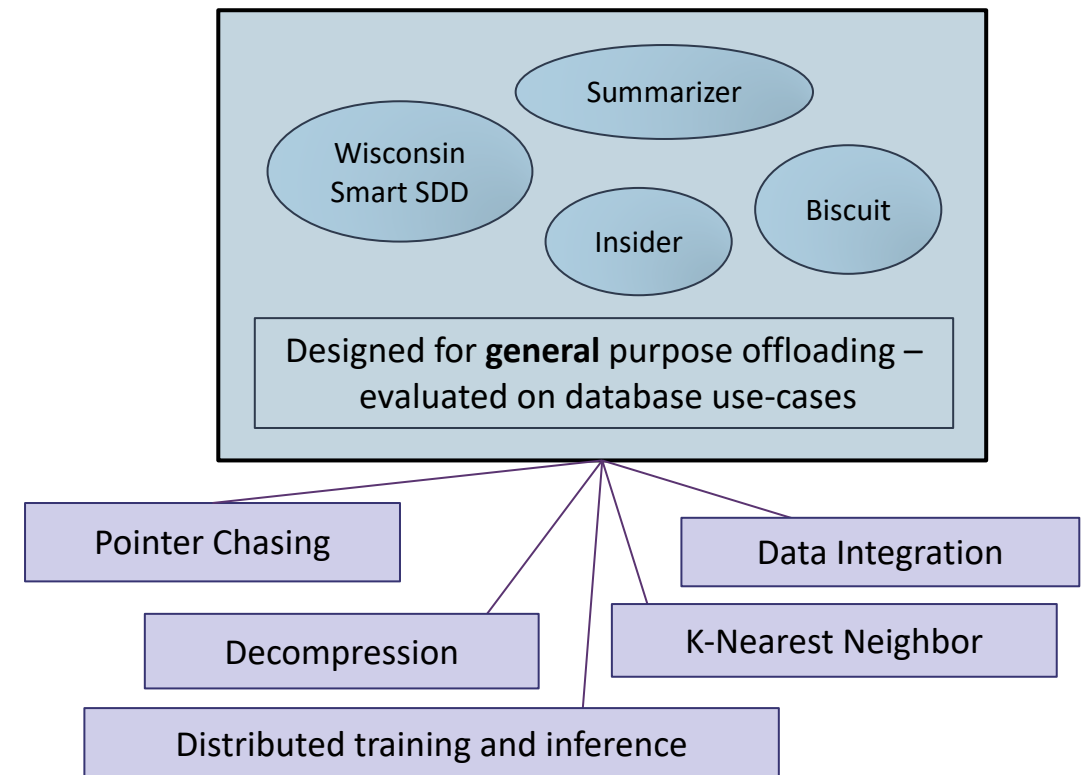 Summarizer
Wisconsin
Smart SDD
Biscuit
Insider
Designed for general purpose offloading –
evaluated on database use-cases
Pointer Chasing
Data Integration
Decompression
K-Nearest Neighbor
Distributed training and inference